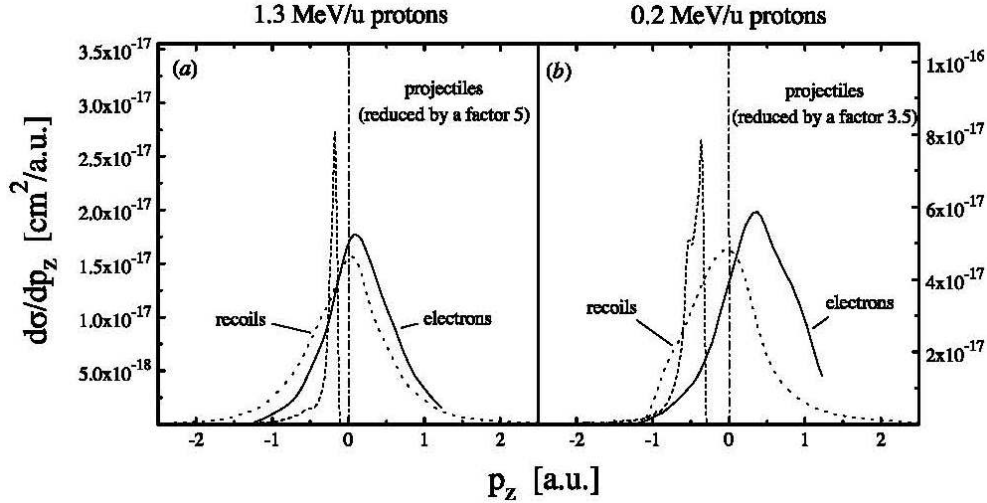 1.3 MeV/u protons
0.2 MeV/u protons
3.5x10-17
3.0x10-17
2.5x10-17
2.0x10-17
1.5x10-17
1.0x10-17
5.0x10-18
dσ/dpz [cm2/a.u.]
(a)
projectiles
(reduced by a factor 5)
recoils
electrons
(b)
projectiles
(reduced by a factor 3.5)
recoils
electrons
1x10-16
8x10-17
6x10-17
4x10-17
2x10-17
-2 -1 0 1 2
-2 -1 0 1 2
pz [a.u.]